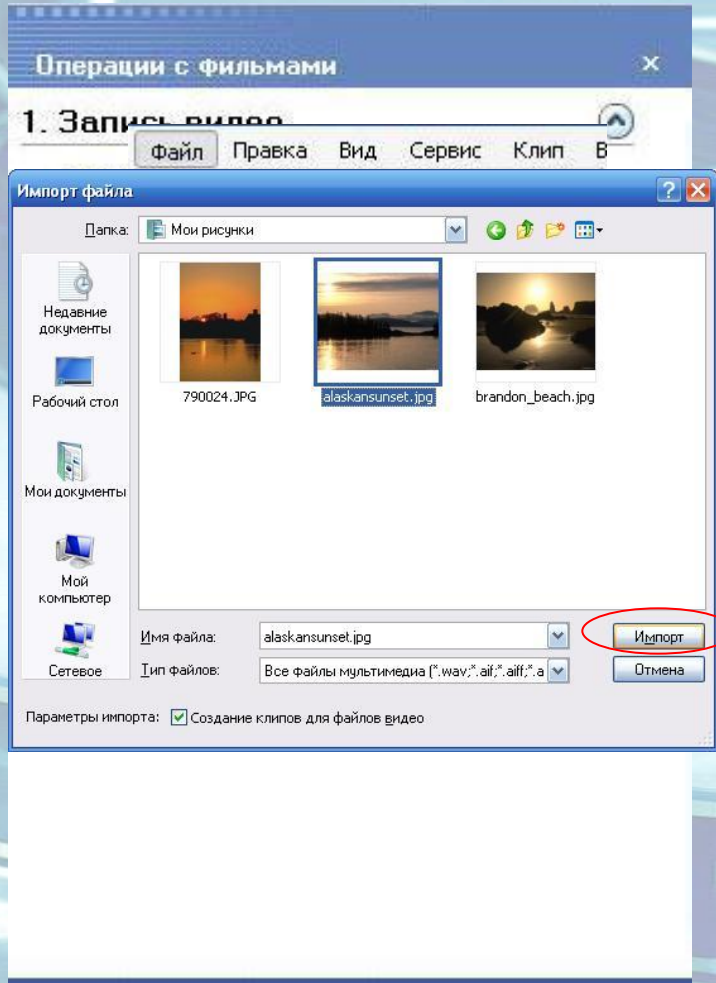 Операции с фильмами
1. Запись видео
Файл Правка Вид Сервис Клип В
Импорт файла
Папка: Мои рисунки
Недавние документы
Рабочий стол
Мои документы
Мой компьютер
Сетевое
790024.JPG
alaskansunset.jpg
brandon_beach.jpg
Имя файла: alaskansunset.jpg
Импорт
Тип файлов: Все файлы мультимедиа (*.wav;*.aif;*.aiff;*.a
Отмена
Параметры импорта: Создание клипов для файлов видео